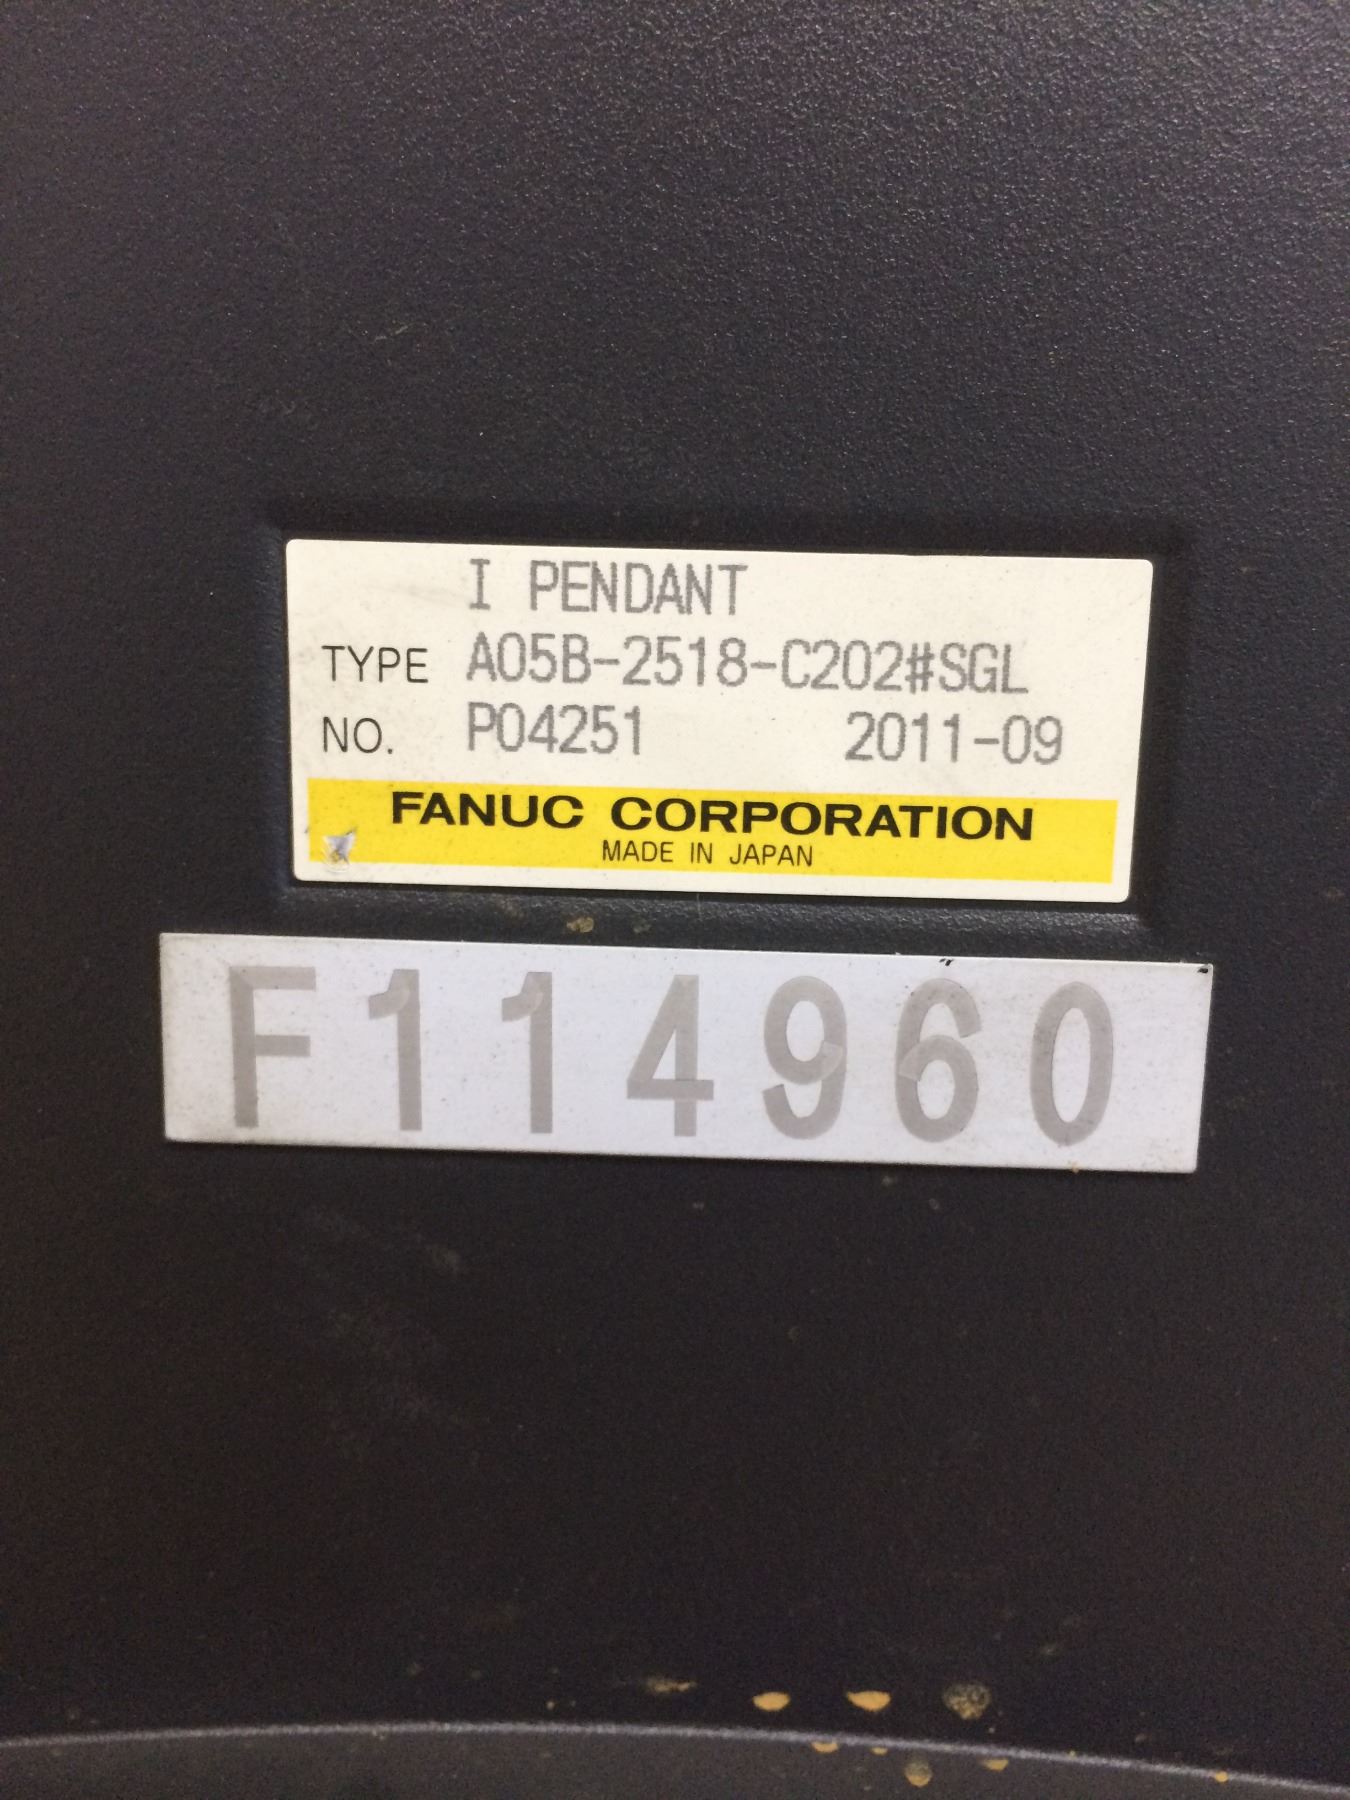 I PENDANT
TYPE A05B-2518-C202#SGL
NO. P04251 2011-09
FANUC CORPORATION
MADE IN JAPAN
F114960